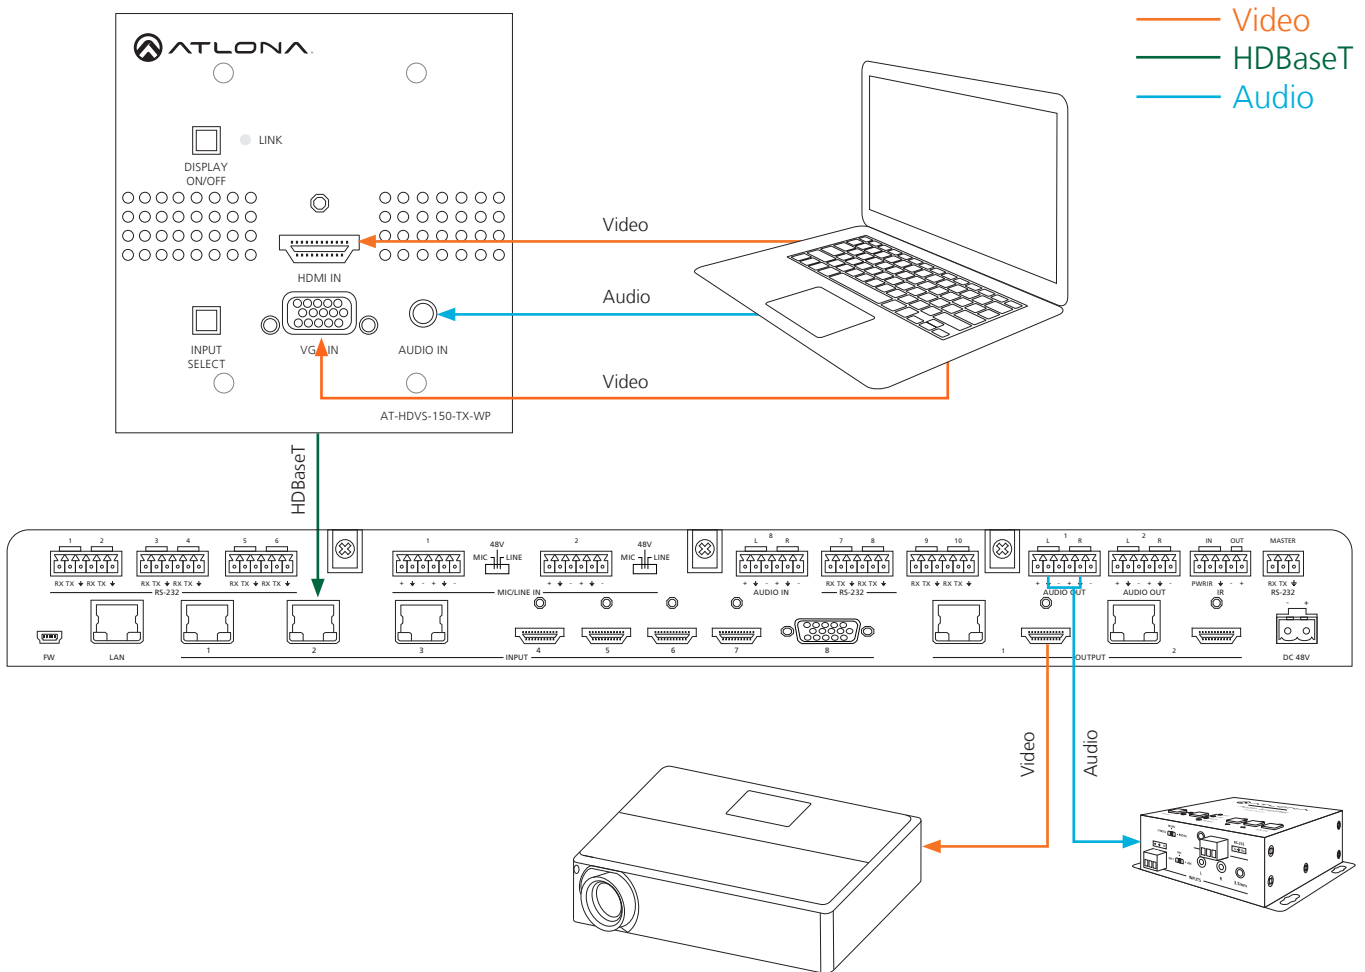 ATLONA
Video
HDBaseT
Audio
LINK
DISPLAY
ON/OFF
HDMI IN
Video
Audio
INPUT
SELECT
VGA IN
AUDIO IN
Video
AT-HDVS-150-TX-WP
HDBaseT
1 2 3 4 5 6 1 48V 2 48V 8 7 8 9 10 1 2 IN OUT MASTER
MIC LINE MIC LINE L R L R L R
RX TX RX TX RX TX RX TX RX TX RX TX + - + - + - + - + - + - RX TX RX TX RX TX RX TX + - + - + - + - PWR IR - + RX TX
RS-232 MIC/LINE IN AUDIO IN RS-232 AUDIO OUT AUDIO OUT IR RS-232
- +
FW LAN 1 2 3 INPUT 4 5 6 7 8 1 OUTPUT 2 DC 48V
Video
Audio
ATLONA
RS-232
L R
INPUTS